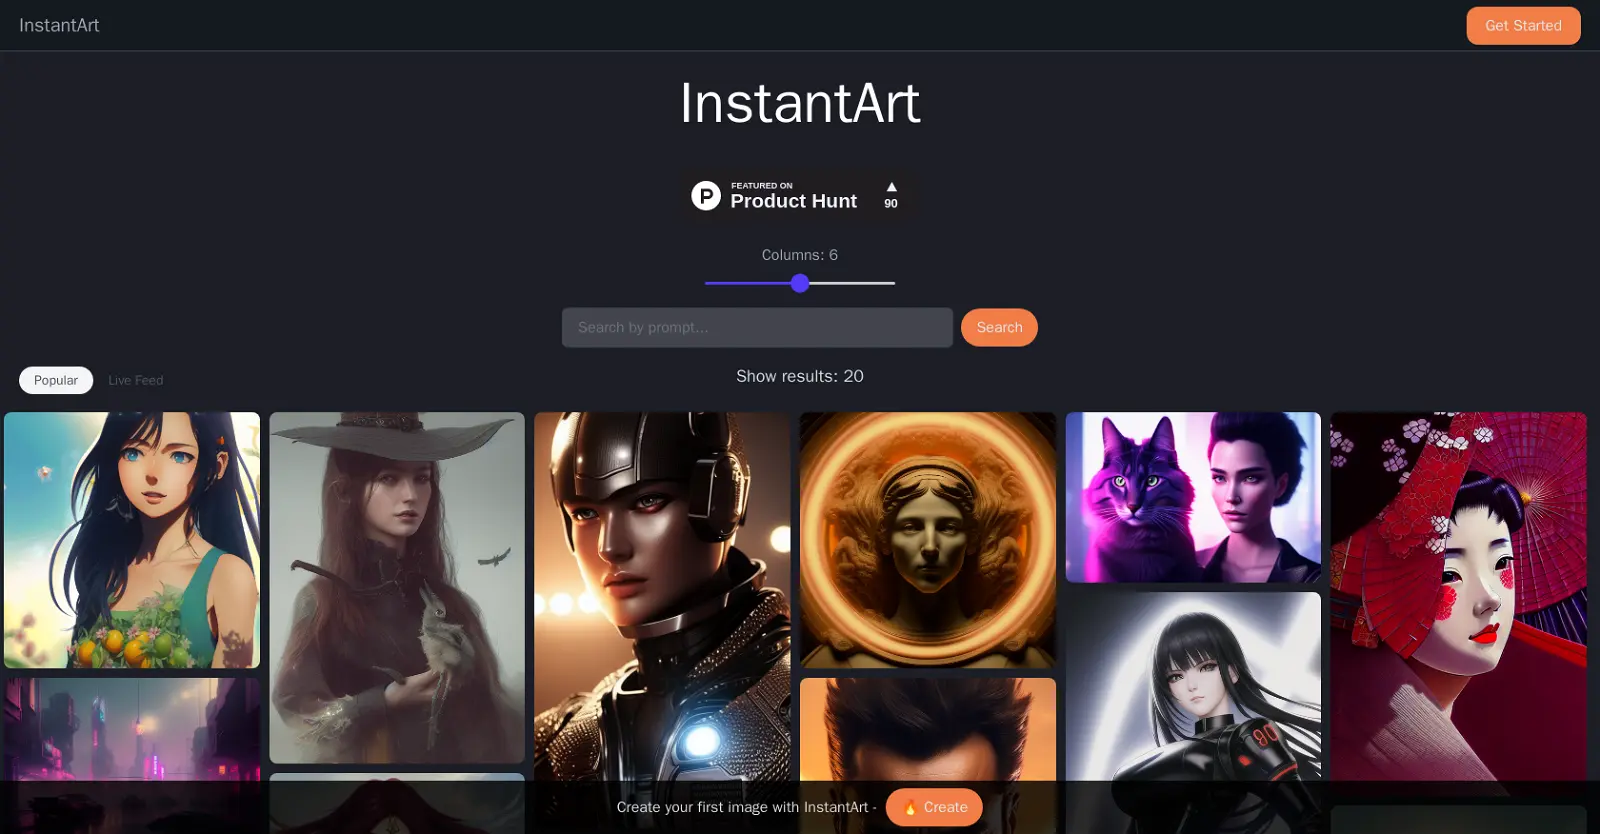 InstantArt
Get Started
InstantArt
FEATURED ON
Product Hunt
90
Columns: 6
Search by prompt...
Search
Popular
Live Feed
Show results: 20
90
Create your first image with InstantArt -
🔥 Create